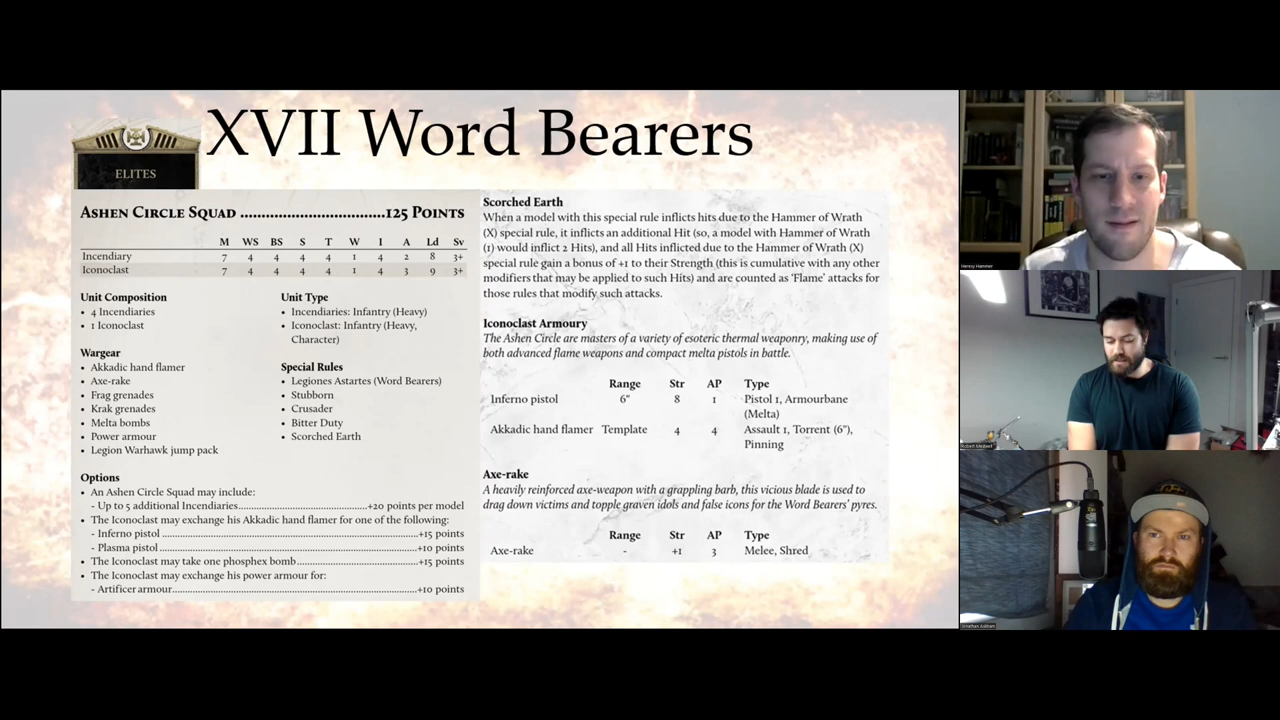 XVII Word Bearers
ELITES
ASHEN CIRCLE SQUAD ..................................125 POINTS
M WS BS S T W I A Ld Sv
Incendiary 7 4 4 4 4 1 4 2 8 3+
Iconoclast 7 4 4 4 4 1 4 3 9 3+
Unit Composition
• 4 Incendiaries
• 1 Iconoclast
Wargear
• Akkadic hand flamer
• Axe-rake
• Frag grenades
• Krak grenades
• Melta bombs
• Power armour
• Legion Warhawk jump pack
Unit Type
• Incendiaries: Infantry (Heavy)
• Iconoclast: Infantry (Heavy,
Character)
Special Rules
• Legiones Astartes (Word Bearers)
• Stubborn
• Crusader
• Bitter Duty
• Scorched Earth
Options
• An Ashen Circle Squad may include:
- Up to 5 additional Incendiaries...............................................+20 points per model
• The Iconoclast may exchange his Akkadic hand flamer for one of the following:
- Inferno pistol ...............................................................................................+15 points
- Plasma pistol ...............................................................................................+10 points
• The Iconoclast may take one phosphex bomb.............................................+15 points
• The Iconoclast may exchange his power armour for:
- Artificer armour............................................................................................+10 points
Scorched Earth
When a model with this special rule inflicts hits due to the Hammer of Wrath
(X) special rule, it inflicts an additional Hit (so, a model with Hammer of Wrath
(1) would inflict 2 Hits), and all Hits inflicted due to the Hammer of Wrath (X)
special rule gain a bonus of +1 to their Strength (this is cumulative with any other
modifiers that may be applied to such Hits) and are counted as ‘Flame’ attacks for
those rules that modify such attacks.
Iconoclast Armoury
The Ashen Circle are masters of a variety of esoteric thermal weaponry, making use of
both advanced flame weapons and compact melta pistols in battle.
Range Str AP Type
Inferno pistol 6" 8 1 Pistol 1, Armourbane
(Melta)
Akkadic hand flamer Template 4 4 Assault 1, Torrent (6"),
Pinning
Axe-rake
A heavily reinforced axe-weapon with a grappling barb, this vicious blade is used to
drag down victims and topple graven idols and false icons for the Word Bearers’ pyres.
Range Str AP Type
Axe-rake - +1 3 Melee, Shred